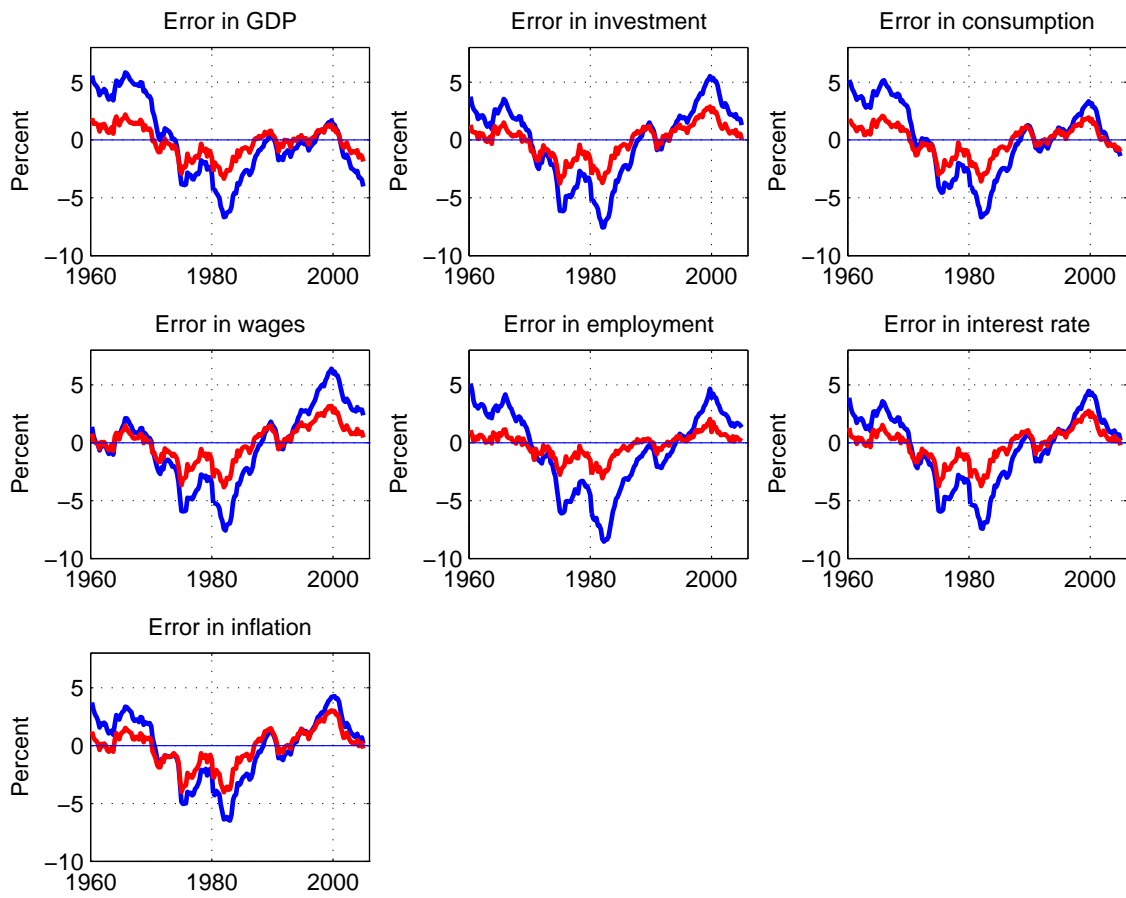 Error in GDP
Percent
5
0
−5
−10
1960 1980 2000
Error in investment
Percent
5
0
−5
−10
1960 1980 2000
Error in consumption
Percent
5
0
−5
−10
1960 1980 2000
Error in wages
Percent
5
0
−5
−10
1960 1980 2000
Error in employment
Percent
5
0
−5
−10
1960 1980 2000
Error in interest rate
Percent
5
0
−5
−10
1960 1980 2000
Error in inflation
Percent
5
0
−5
−10
1960 1980 2000